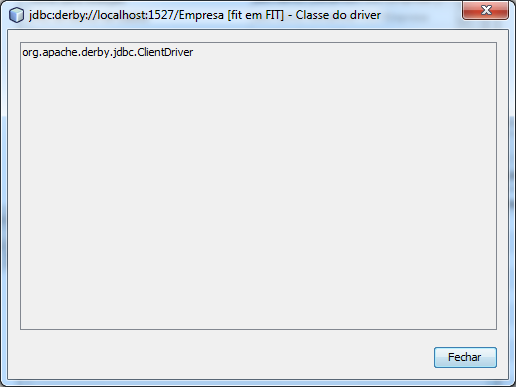 jdbc:derby://localhost:1527/Empresa [fit em FIT] - Classe do driver
org.apache.derby.jdbc.ClientDriver
Fechar